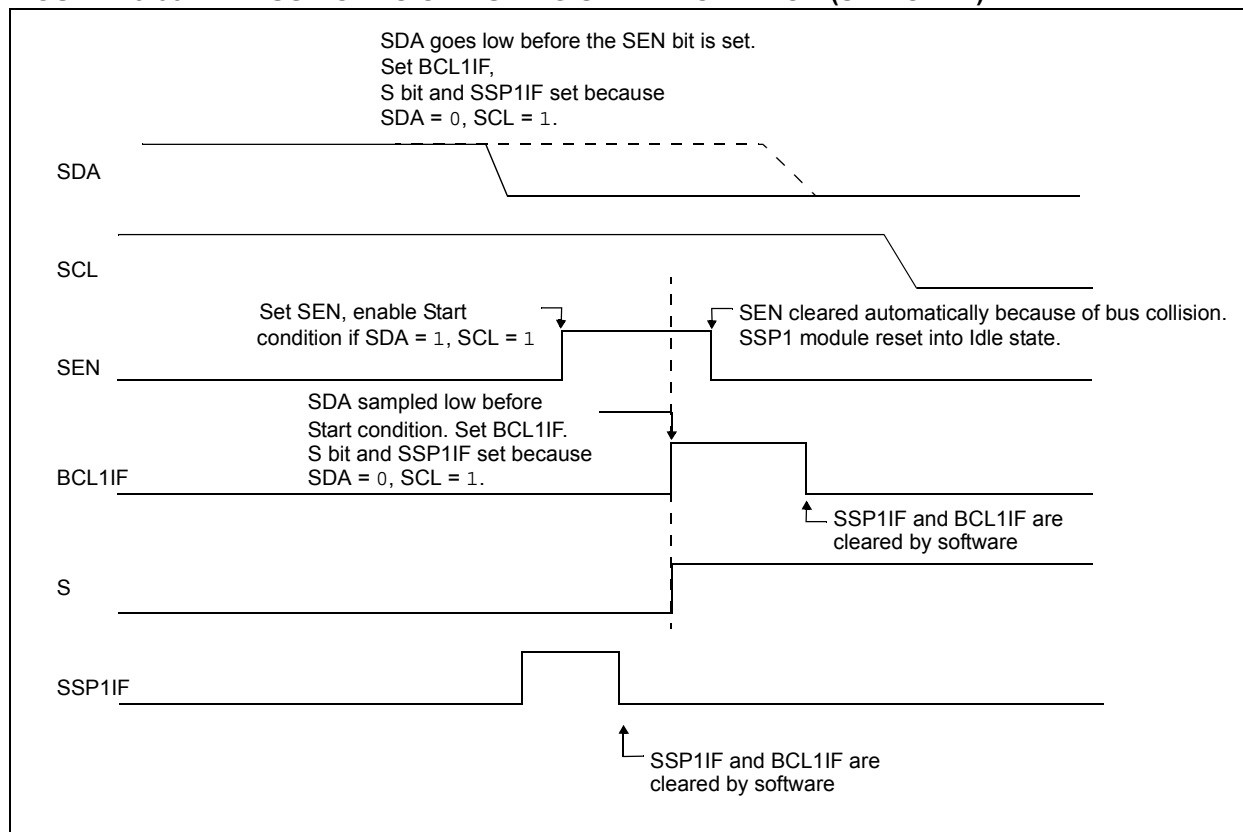 SDA goes low before the SEN bit is set.
Set BCL1IF,
S bit and SSP1IF set because
SDA = 0, SCL = 1.
SDA
SCL
Set SEN, enable Start
condition if SDA = 1, SCL = 1
SEN cleared automatically because of bus collision.
SSP1 module reset into Idle state.
SEN
SDA sampled low before
Start condition. Set BCL1IF.
S bit and SSP1IF set because
SDA = 0, SCL = 1.
BCL1IF
SSP1IF and BCL1IF are
cleared by software
S
SSP1IF
SSP1IF and BCL1IF are
cleared by software